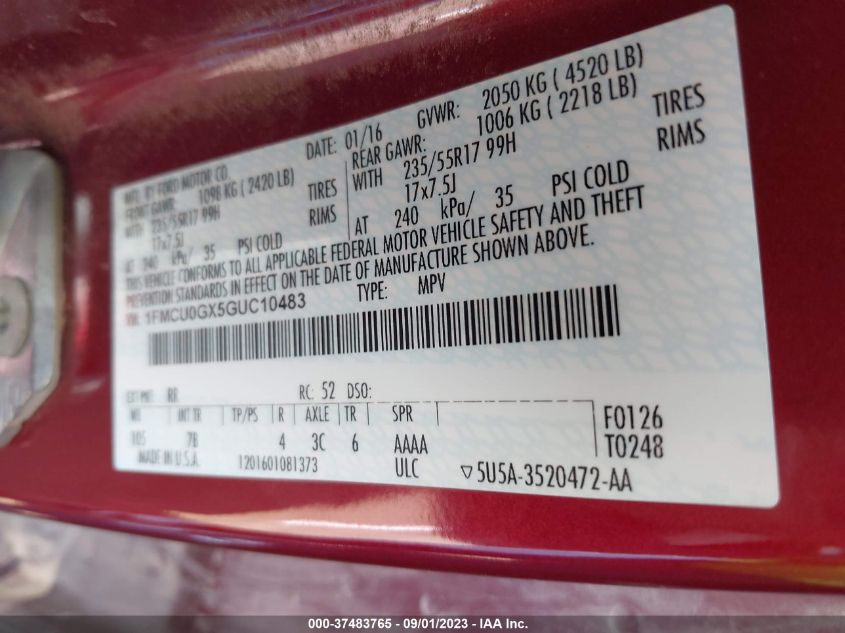 MFD. BY FORD MOTOR CO.
DATE: 01/16 GVWR: 2050 KG ( 4520 LB)
FRONT GAWR: 1098 KG ( 2420 LB) REAR GAWR: 1006 KG ( 2218 LB)
WITH 235/55R17 99H TIRES WITH 235/55R17 99H TIRES
17x7.5J RIMS 17x7.5J RIMS
AT 240 kPa/ 35 PSI COLD AT 240 kPa/ 35 PSI COLD
THIS VEHICLE CONFORMS TO ALL APPLICABLE FEDERAL MOTOR VEHICLE SAFETY AND THEFT
PREVENTION STANDARDS IN EFFECT ON THE DATE OF MANUFACTURE SHOWN ABOVE.
VIN: 1FMCU0GX5GUC10483 TYPE: MPV
EXT PNT: RR RC: 52 DSO:
WB INT TR TP/PS R AXLE TR SPR F0126
105 7B 4 3C 6 AAAA T0248
MADE IN U.S.A. 1201601081373 ULC ▽5U5A-3520472-AA
000-37483765 - 09/01/2023 - IAA Inc.